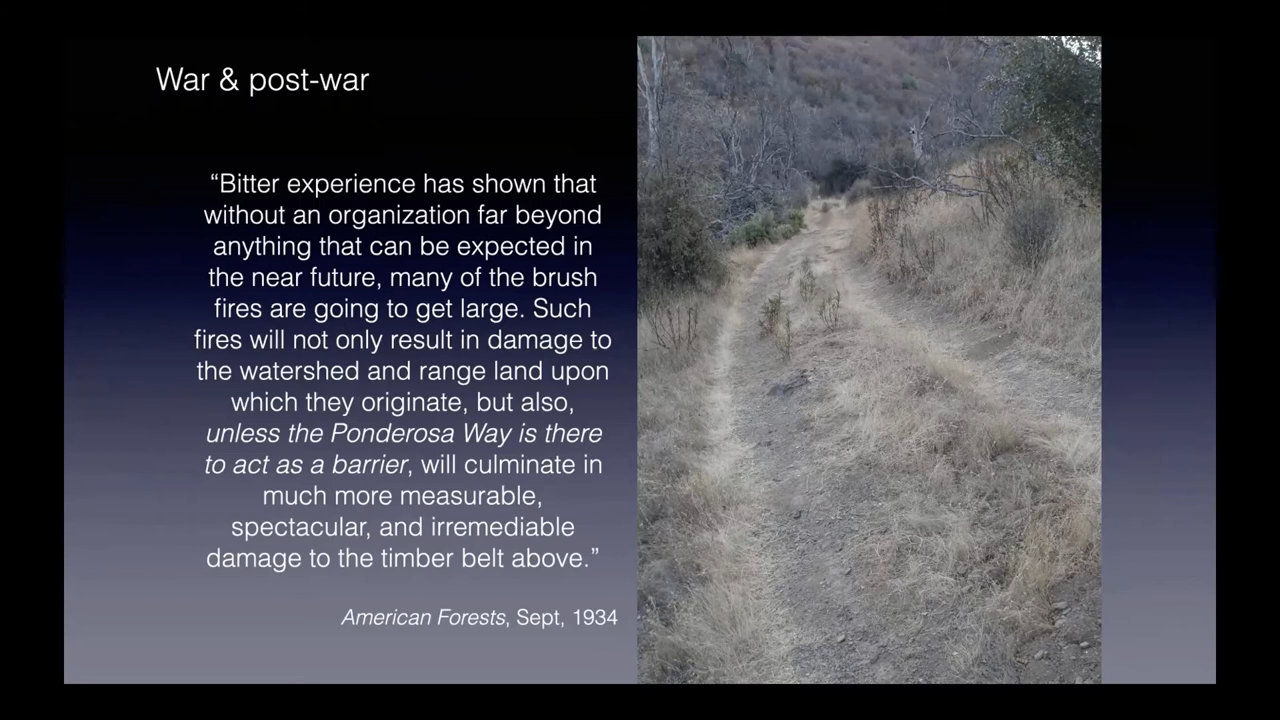 War & post-war
“Bitter experience has shown that
without an organization far beyond
anything that can be expected in
the near future, many of the brush
fires are going to get large. Such
fires will not only result in damage to
the watershed and range land upon
which they originate, but also,
unless the Ponderosa Way is there
to act as a barrier, will culminate in
much more measurable,
spectacular, and irremediable
damage to the timber belt above.”
American Forests, Sept, 1934